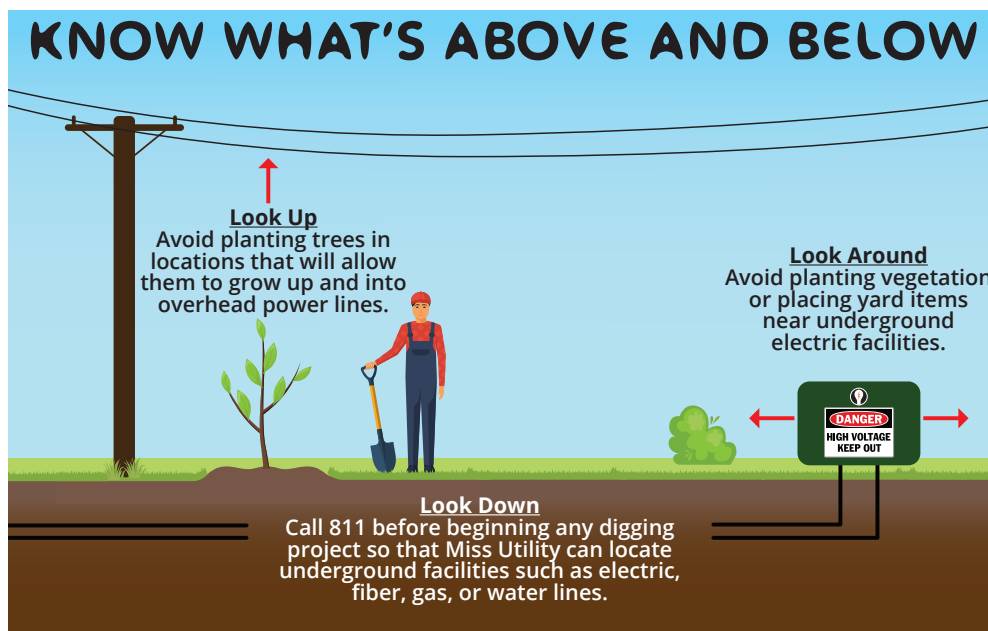 KNOW WHAT'S ABOVE AND BELOW
Look Up
Avoid planting trees in
locations that will allow
them to grow up and into
overhead power lines.
Look Around
Avoid planting vegetation
or placing yard items
near underground
electric facilities.
DANGER
HIGH VOLTAGE
KEEP OUT
Look Down
Call 811 before beginning any digging
project so that Miss Utility can locate
underground facilities such as electric,
fiber, gas, or water lines.